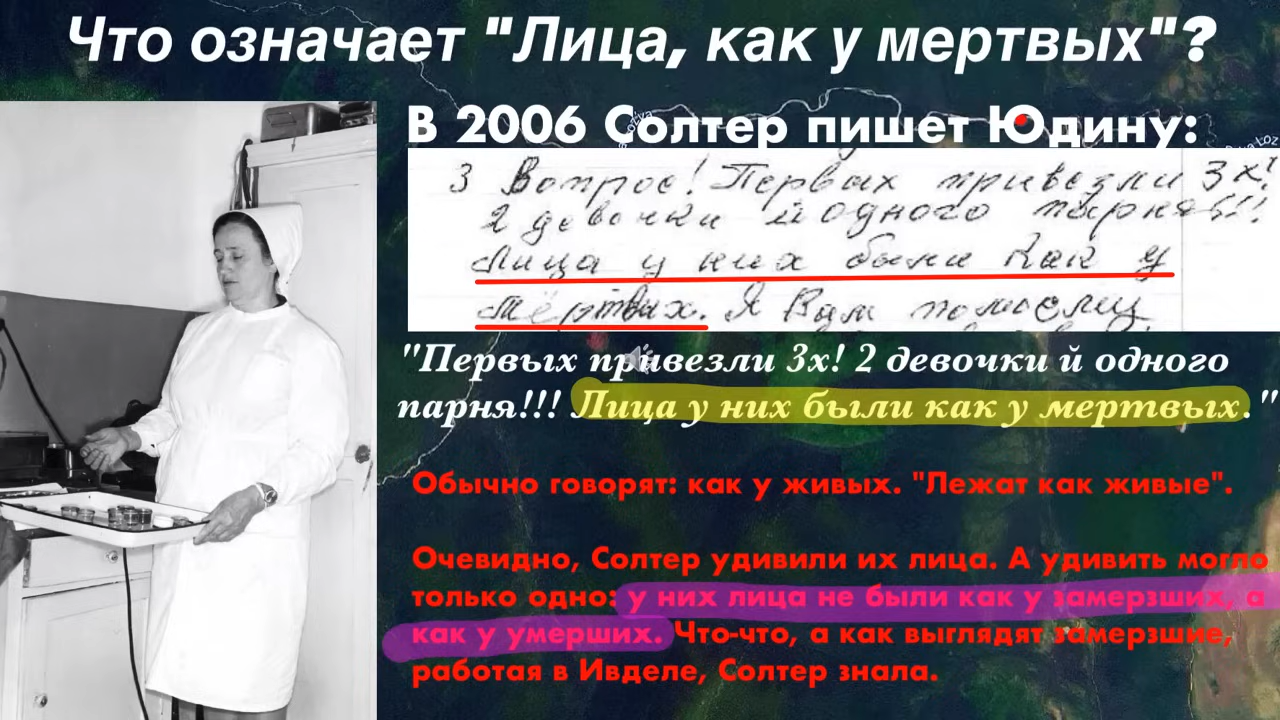 Что означает "Лица, как у мертвых"?
В 2006 Солтер пишет Юдину:
3 Вопрос! Первых привезли 3х!
2 девочки й одного парня!!!
Лица у них были как у
мёртвых. Я Вам помогу
"Первых привезли 3х! 2 девочки й одного
парня!!! Лица у них были как у мертвых."
Обычно говорят: как у живых. "Лежат как живые".
Очевидно, Солтер удивили их лица. А удивить могло
только одно: у них лица не были как у замерзших, а
как у умерших. Что-что, а как выглядят замерзшие,
работая в Ивделе, Солтер знала.